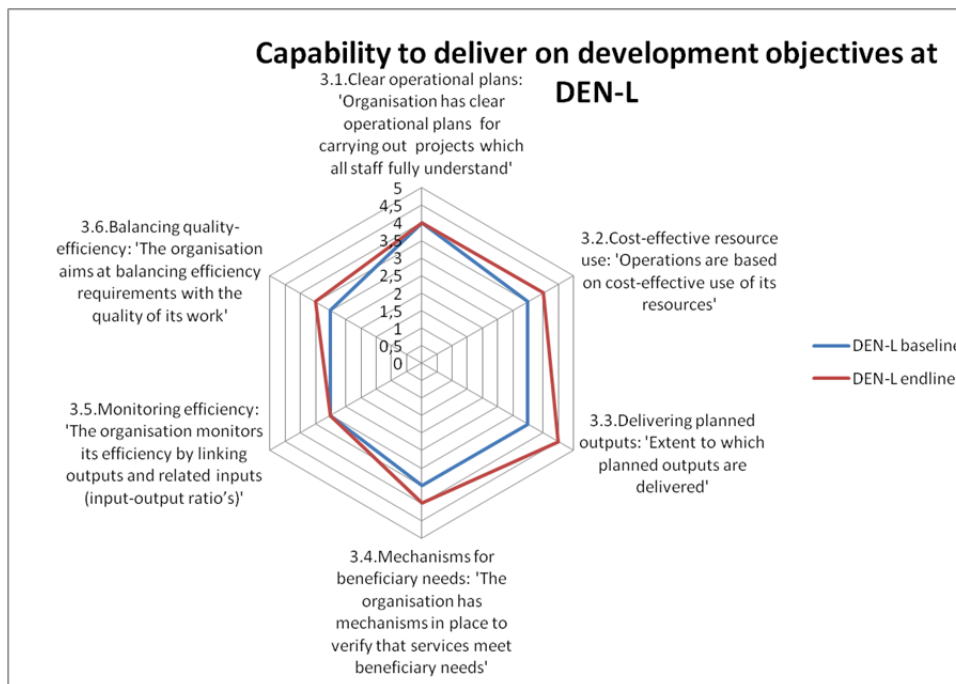 Capability to deliver on development objectives at
DEN-L
3.1.Clear operational plans:
'Organisation has clear
operational plans for
carrying out projects which
all staff fully understand'
5
4,5
4
3,5
3
2,5
2
1,5
1
0,5
0
3.2.Cost-effective resource
use: 'Operations are based
on cost-effective use of its
resources'
3.3.Delivering planned
outputs: 'Extent to which
planned outputs are
delivered'
3.4.Mechanisms for
beneficiary needs: 'The
organisation has
mechanisms in place to
verify that services meet
beneficiary needs'
3.5.Monitoring efficiency:
'The organisation monitors
its efficiency by linking
outputs and related inputs
(input-output ratio’s)'
3.6.Balancing quality-
efficiency: 'The organisation
aims at balancing efficiency
requirements with the
quality of its work'
DEN-L baseline
DEN-L endline